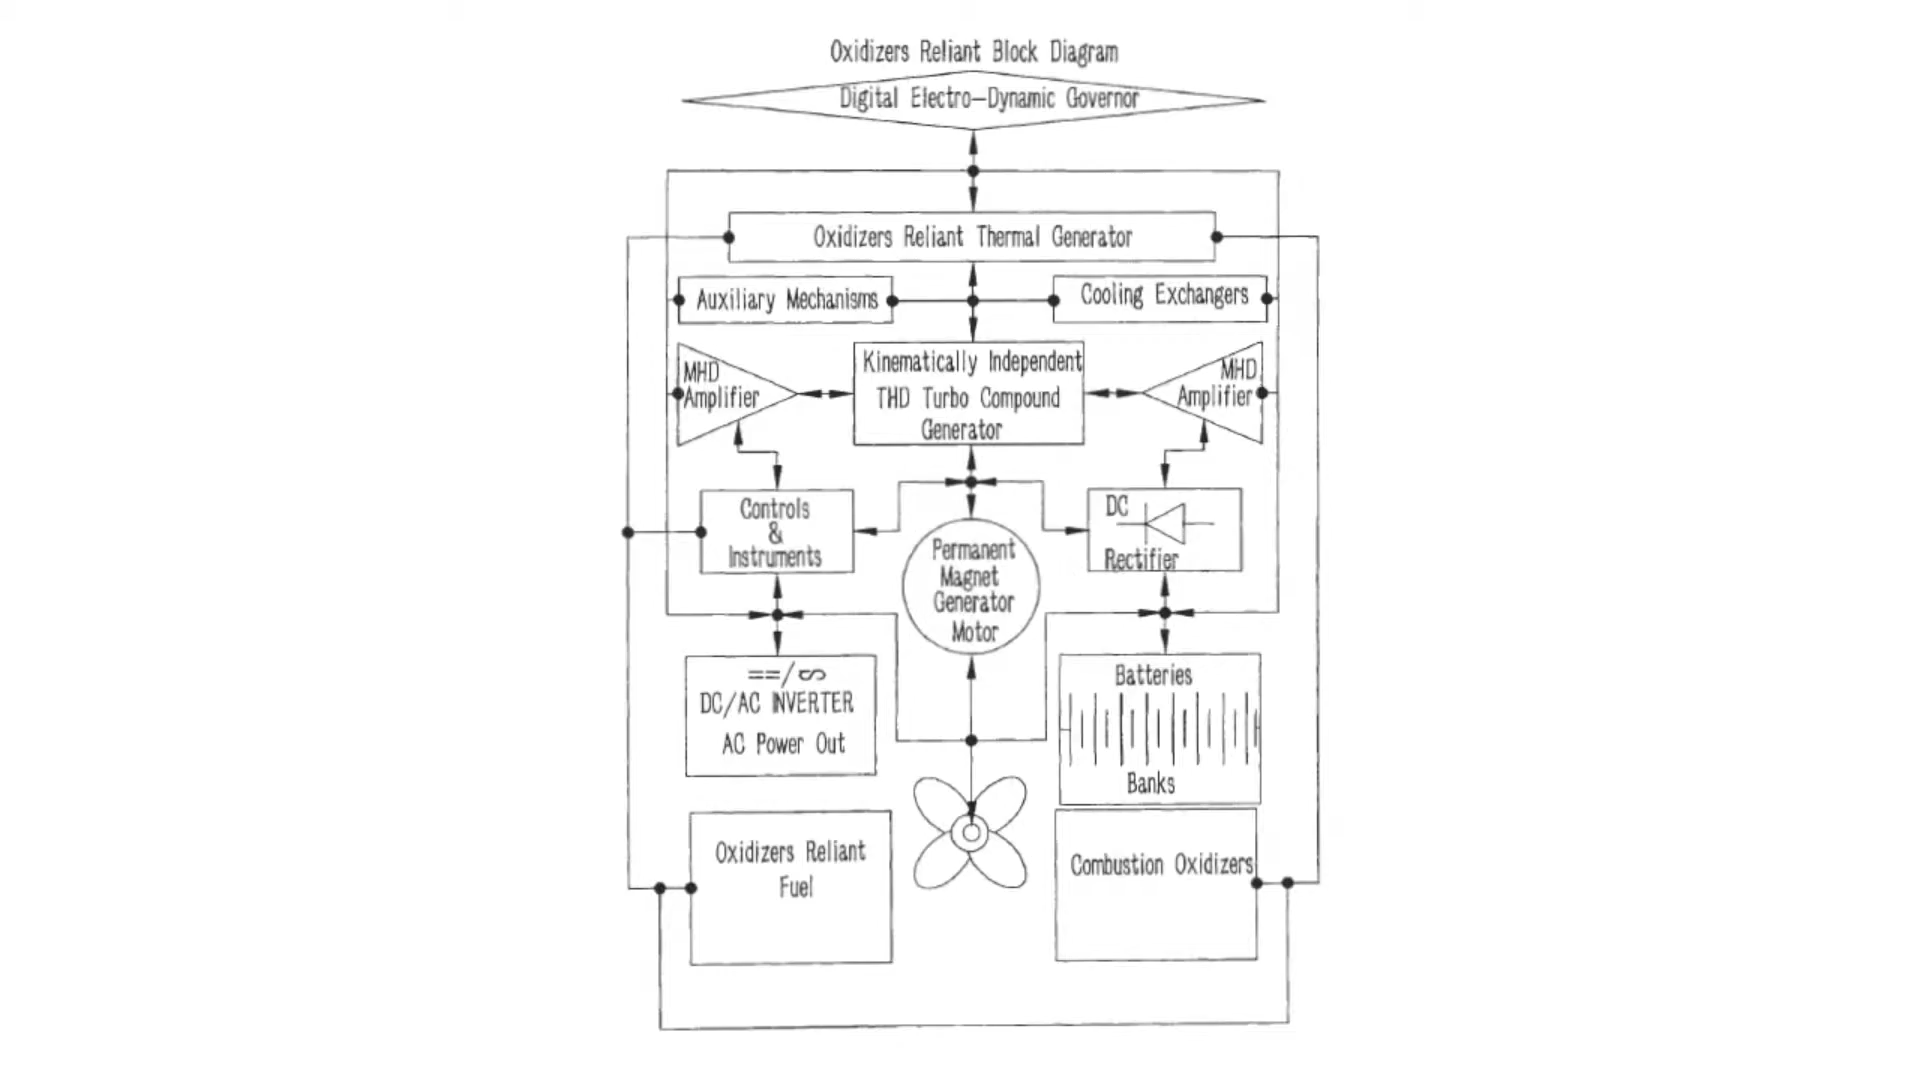 Oxidizers Reliant Block Diagram
Digital Electro-Dynamic Governor
Oxidizers Reliant Thermal Generator
Auxiliary Mechanisms
Cooling Exchangers
MHD
Amplifier
Kinematically Independent
THD Turbo Compound
Generator
MHD
Amplifier
Controls
&
Instruments
DC
Rectifier
Permanent
Magnet
Generator
Motor
==/∽
DC/AC INVERTER
AC Power Out
Batteries
Banks
Oxidizers Reliant
Fuel
Combustion Oxidizers